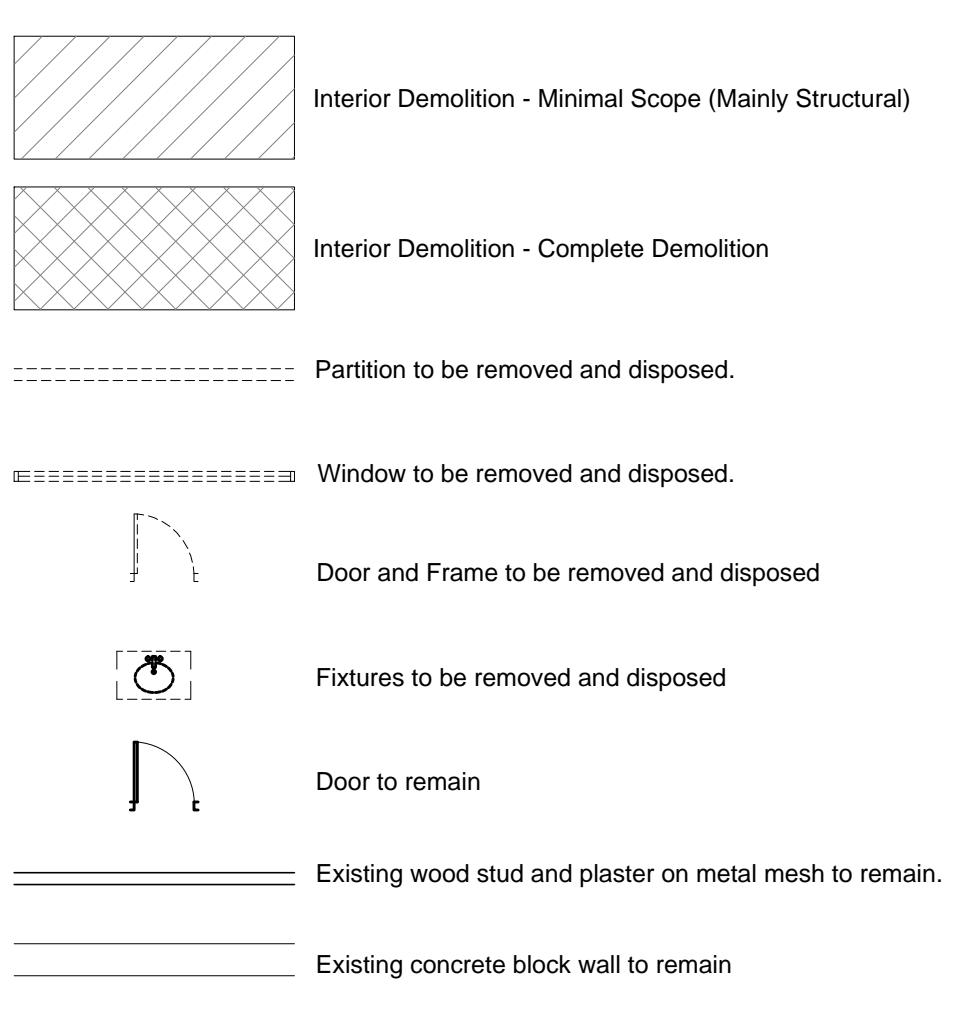 Interior Demolition - Minimal Scope (Mainly Structural)
Interior Demolition - Complete Demolition
Partition to be removed and disposed.
Window to be removed and disposed.
Door and Frame to be removed and disposed
Fixtures to be removed and disposed
Door to remain
Existing wood stud and plaster on metal mesh to remain.
Existing concrete block wall to remain